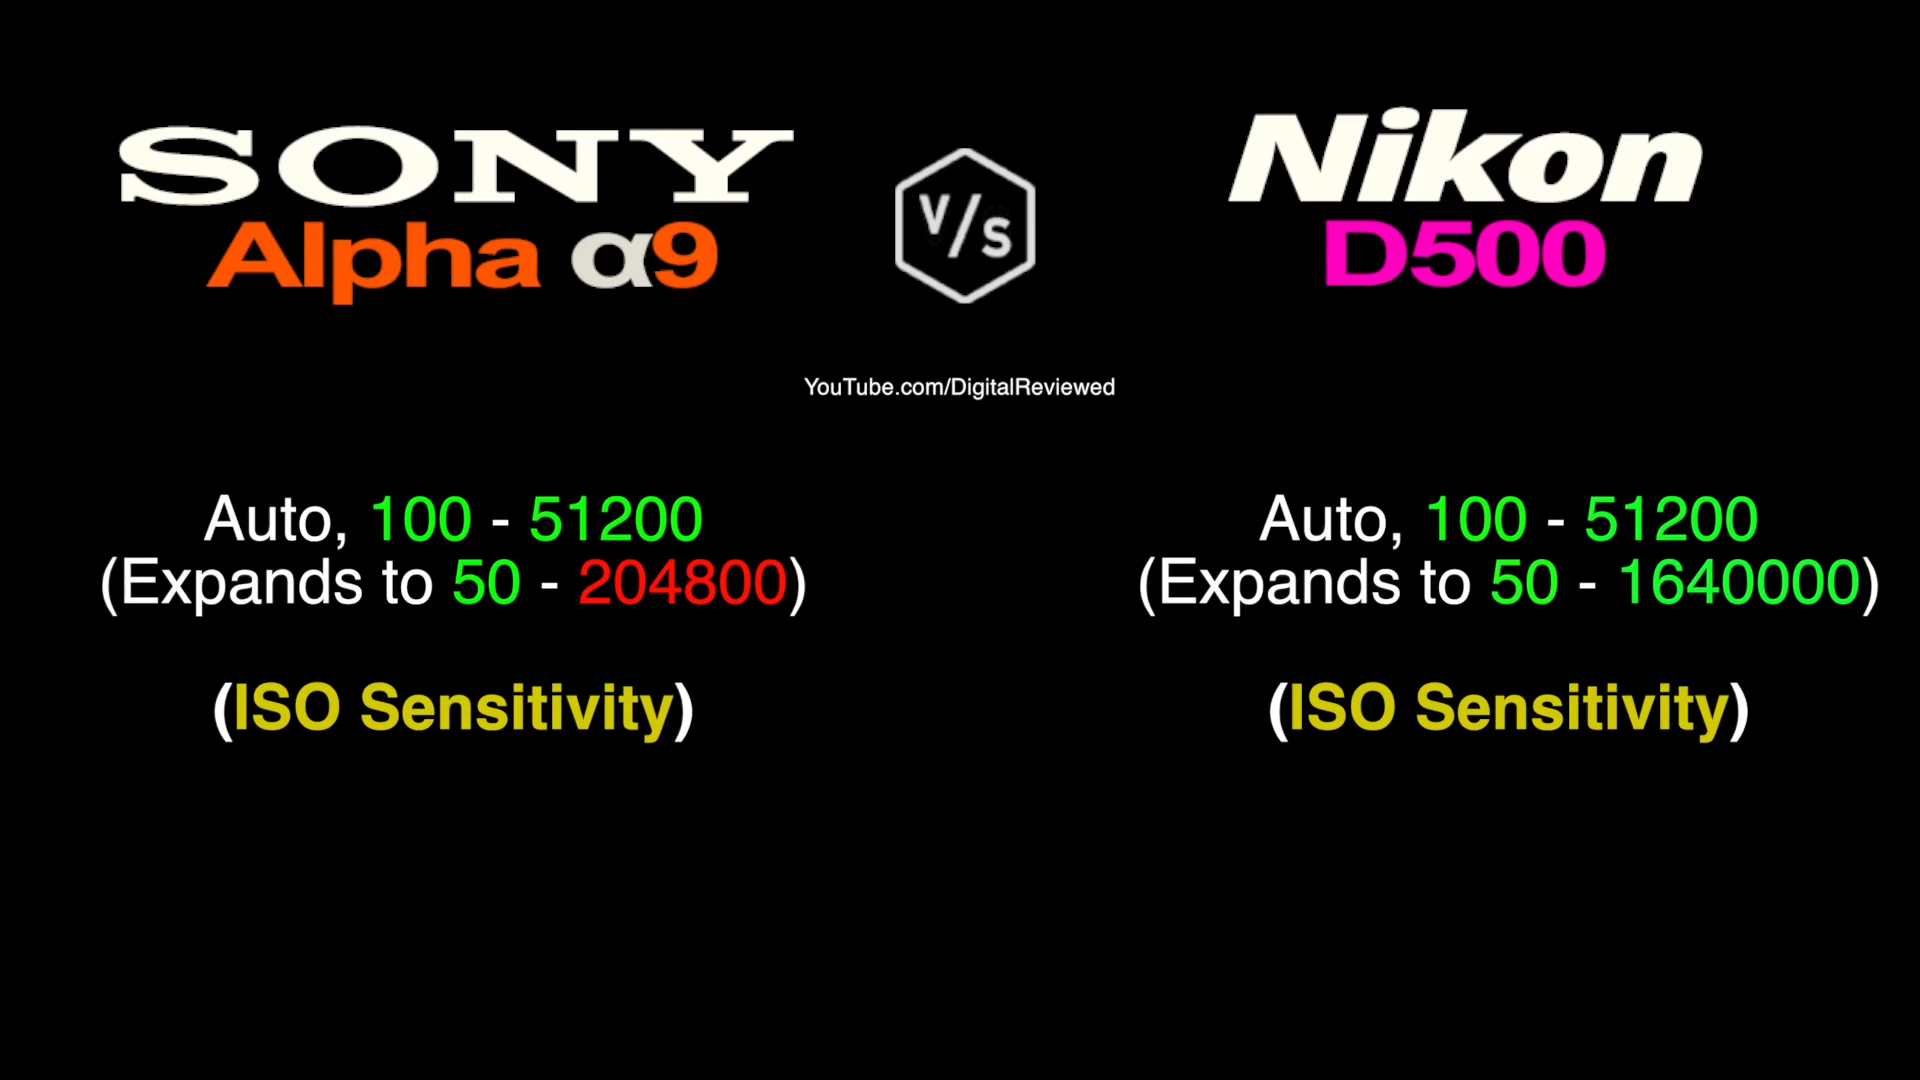 SONY
Alpha α9
V/S
Nikon
D500
YouTube.com/DigitalReviewed
Auto, 100 - 51200
(Expands to 50 - 204800)
(ISO Sensitivity)
Auto, 100 - 51200
(Expands to 50 - 1640000)
(ISO Sensitivity)